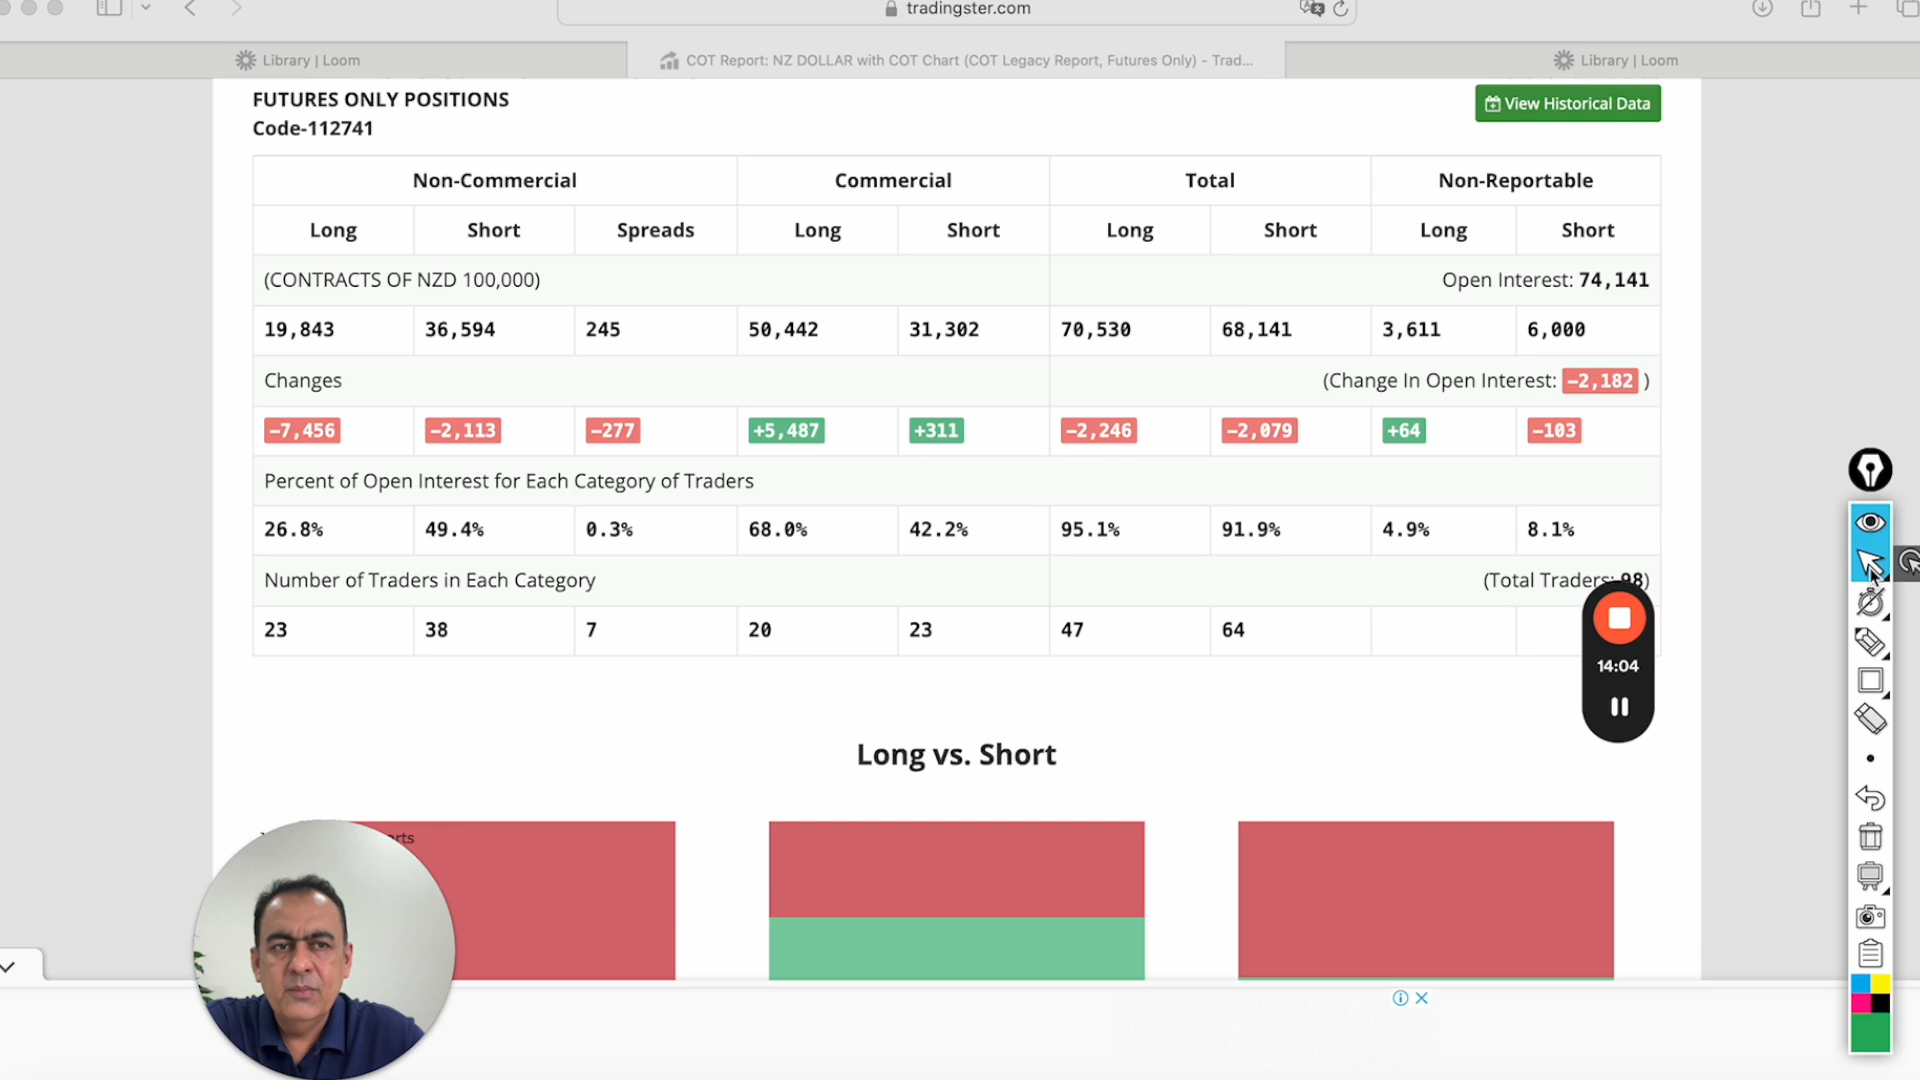 tradingster.com
Library | Loom
COT Report: NZ DOLLAR with COT Chart (COT Legacy Report, Futures Only) – Trad...
Library | Loom
FUTURES ONLY POSITIONS
View Historical Data
Code-112741
Non-Commercial Commercial Total Non-Reportable
Long Short Spreads Long Short Long Short Long Short
(CONTRACTS OF NZD 100,000) Open Interest: 74,141
19,843 36,594 245 50,442 31,302 70,530 68,141 3,611 6,000
Changes (Change In Open Interest: -2,182 )
-7,456 -2,113 -277 +5,487 +311 -2,246 -2,079 +64 -103
Percent of Open Interest for Each Category of Traders
26.8% 49.4% 0.3% 68.0% 42.2% 95.1% 91.9% 4.9% 8.1%
Number of Traders in Each Category (Total Traders: 98)
23 38 7 20 23 47 64
14:04
Long vs. Short